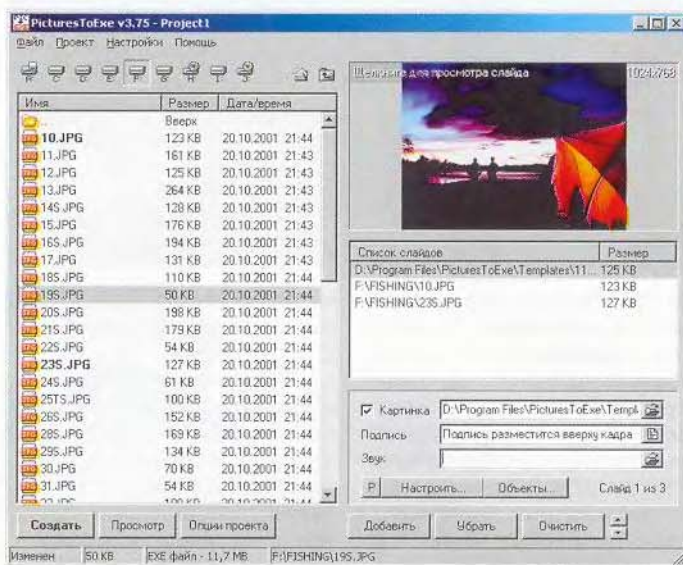 PicturesToExe v3.75 - Project1
Файл Проект Настройки Помощь
H C D E F G H I J
Имя Размер Дата/время
.. Вверх
10.JPG 123 KB 20.10.2001 21:44
11.JPG 161 KB 20.10.2001 21:43
12.JPG 125 KB 20.10.2001 21:43
13.JPG 264 KB 20.10.2001 21:43
14S.JPG 128 KB 20.10.2001 21:43
15.JPG 176 KB 20.10.2001 21:43
16S.JPG 194 KB 20.10.2001 21:43
17.JPG 131 KB 20.10.2001 21:43
18S.JPG 110 KB 20.10.2001 21:44
19S.JPG 50 KB 20.10.2001 21:44
20S.JPG 198 KB 20.10.2001 21:44
21S.JPG 179 KB 20.10.2001 21:44
22S.JPG 54 KB 20.10.2001 21:44
23S.JPG 127 KB 20.10.2001 21:44
24S.JPG 61 KB 20.10.2001 21:44
25TS.JPG 100 KB 20.10.2001 21:44
26S.JPG 152 KB 20.10.2001 21:44
28S.JPG 169 KB 20.10.2001 21:44
29S.JPG 134 KB 20.10.2001 21:44
30.JPG 70 KB 20.10.2001 21:44
31.JPG 54 KB 20.10.2001 21:44
Создать Просмотр Опции проекта
Щелкните для просмотра слайда 1024x768
Список слайдов Размер
D:\Program Files\PicturesToExe\Templates\11... 125 KB
F:\FISHING\10.JPG 123 KB
F:\FISHING\23S.JPG 127 KB
Картинка D:\Program Files\PicturesToExe\Templ
Подпись Подпись разместится вверху кадра
Звук
P Настроить... Объекты... Слайд 1 из 3
Добавить Убрать Очистить
Изменен 50 KB EXE файл - 11,7 MB F:\FISHING\19S.JPG